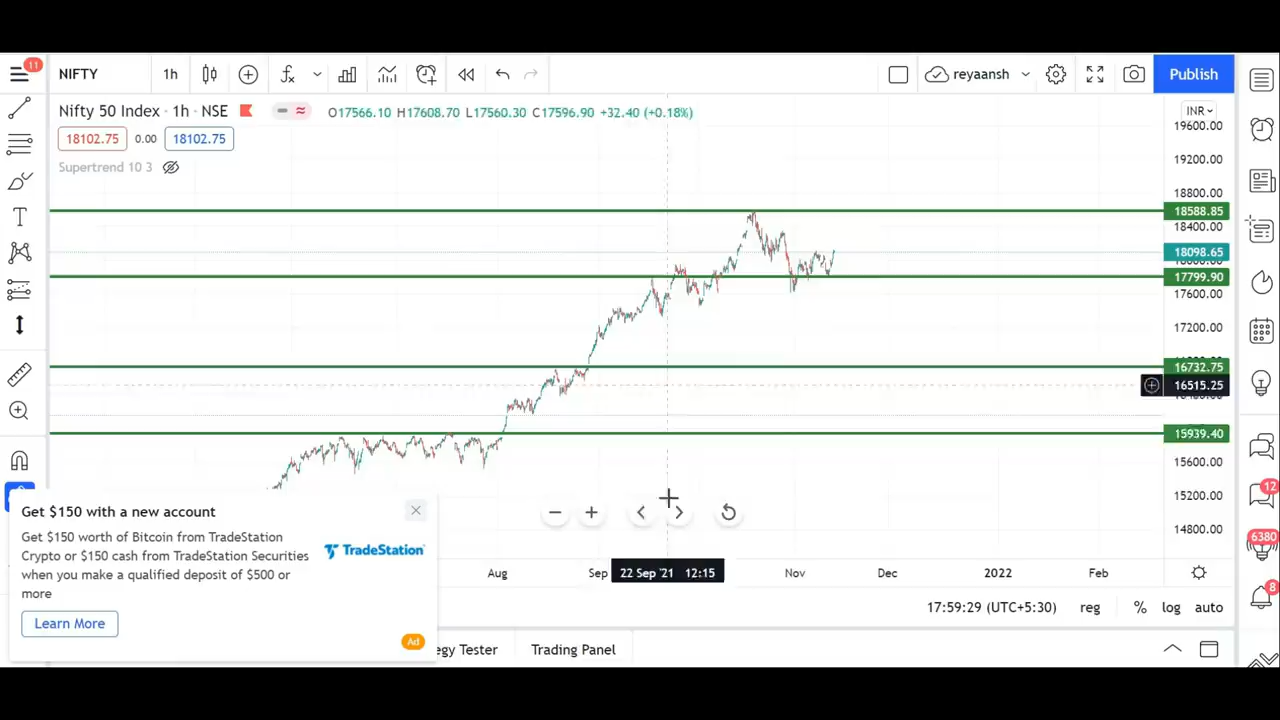 11
NIFTY
1h
reyaansh
Publish
Nifty 50 Index · 1h · NSE
O17566.10 H17608.70 L17560.30 C17596.90 +32.40 (+0.18%)
INR
18102.75
0.00
18102.75
Supertrend 10 3
19600.00
19200.00
18800.00
18588.85
18400.00
18098.65
17799.90
17600.00
17200.00
16732.75
16515.25
15939.40
15600.00
15200.00
14800.00
12
6380
8
Get $150 with a new account
Get $150 worth of Bitcoin from TradeStation
Crypto or $150 cash from TradeStation Securities
when you make a qualified deposit of $500 or
more
TradeStation
Learn More
Ad
Aug
Sep
22 Sep '21 12:15
Nov
Dec
2022
Feb
17:59:29 (UTC+5:30)
reg
%
log
auto
egy Tester
Trading Panel